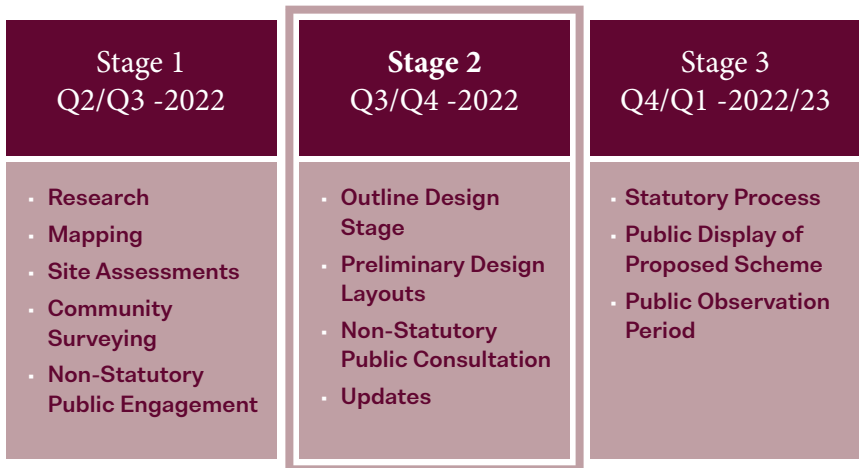 Stage 1
Q2/Q3 -2022
Research
Mapping
Site Assessments
Community
Surveying
Non-Statutory
Public Engagement
Stage 2
Q3/Q4 -2022
Outline Design
Stage
Preliminary Design
Layouts
Non-Statutory
Public Consultation
Updates
Stage 3
Q4/Q1 -2022/23
Statutory Process
Public Display of
Proposed Scheme
Public Observation
Period